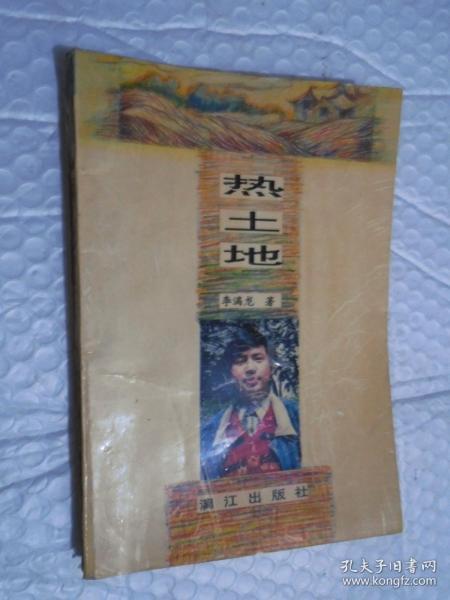 热
土
地
李满龙 著
漓江出版社
孔夫子旧书网
www.kongfz.com